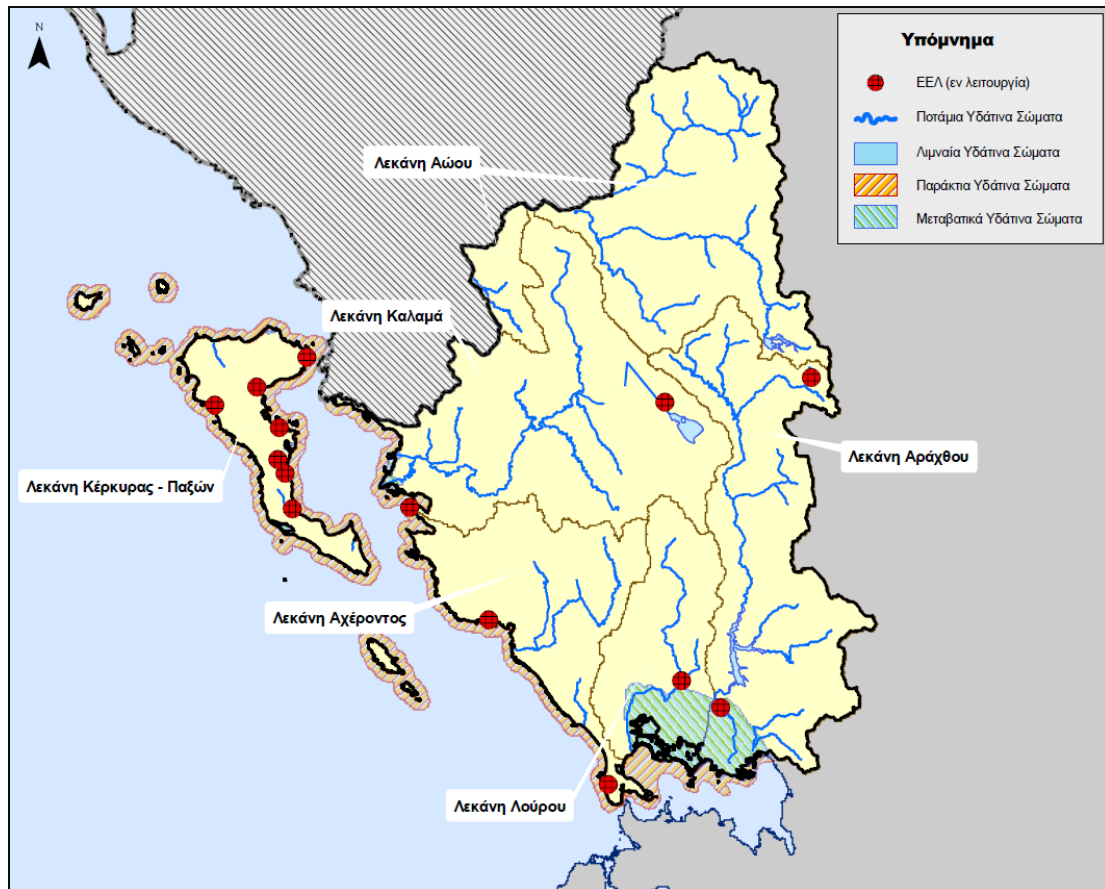 N
Υπόμνημα
ΕΕΛ (εν λειτουργία)
Ποτάμια Υδάτινα Σώματα
Λιμναία Υδάτινα Σώματα
Παράκτια Υδάτινα Σώματα
Μεταβατικά Υδάτινα Σώματα
Λεκάνη Αώου
Λεκάνη Καλαμά
Λεκάνη Αράχθου
Λεκάνη Κέρκυρας - Παξών
Λεκάνη Αχέροντος
Λεκάνη Λούρου